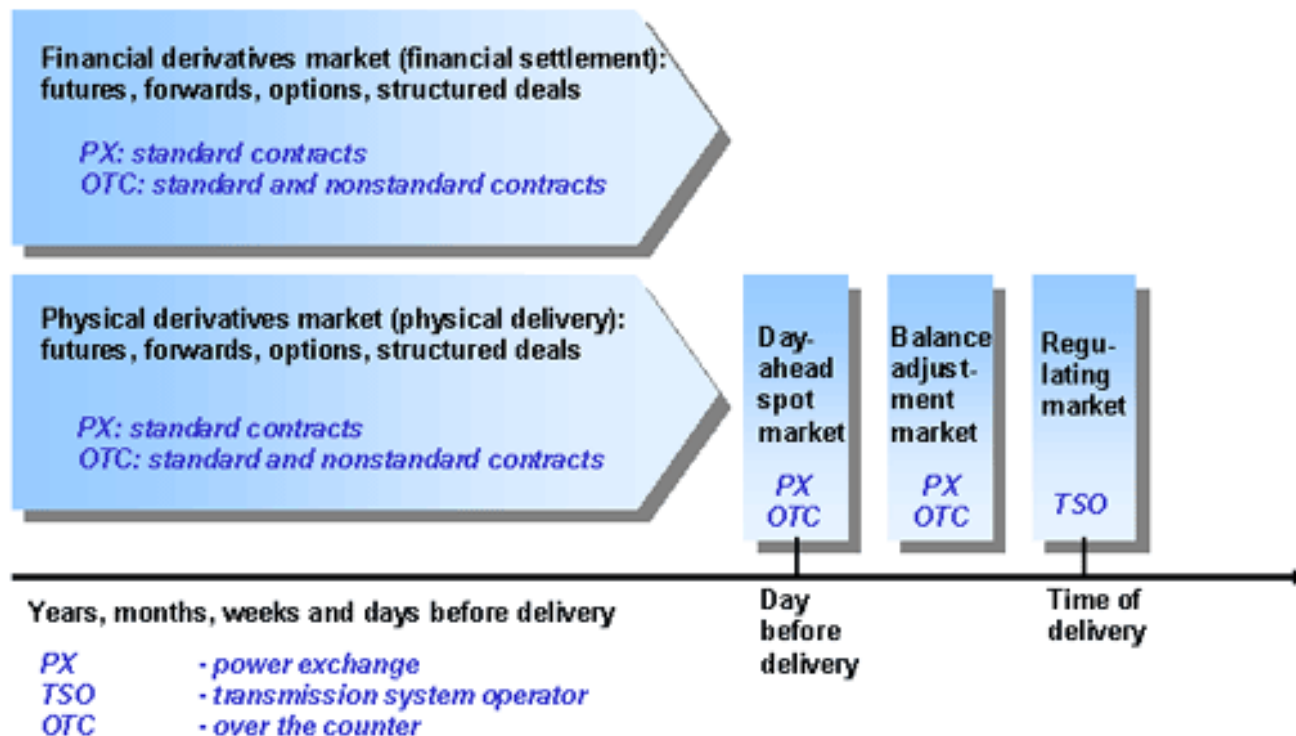 Financial derivatives market (financial settlement):
futures, forwards, options, structured deals
PX: standard contracts
OTC: standard and nonstandard contracts
Physical derivatives market (physical delivery):
futures, forwards, options, structured deals
PX: standard contracts
OTC: standard and nonstandard contracts
Day-
ahead
spot
market
PX
OTC
Balance
adjust-
ment
market
PX
OTC
Regu-
lating
market
TSO
Years, months, weeks and days before delivery
Day
before
delivery
Time of
delivery
PX - power exchange
TSO - transmission system operator
OTC - over the counter